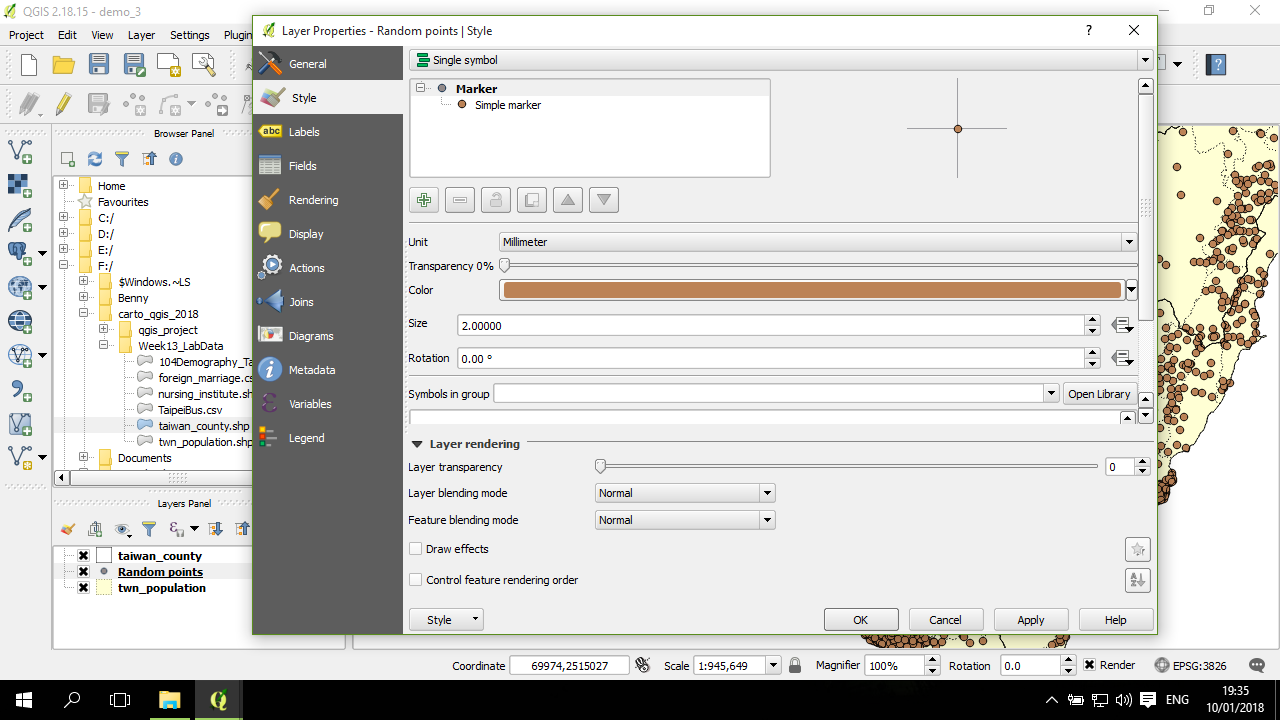 QGIS 2.18.15 - demo_3
Project Edit View Layer Settings Plugin
Layer Properties - Random points | Style
?
General
Style
abc Labels
Fields
Rendering
Display
Actions
Joins
Diagrams
Metadata
Variables
Legend
Single symbol
Marker
Simple marker
Unit Millimeter
Transparency 0%
Color
Size 2.00000
Rotation 0.00 °
Symbols in group Open Library
Layer rendering
Layer transparency 0
Layer blending mode Normal
Feature blending mode Normal
Draw effects
Control feature rendering order
Style OK Cancel Apply Help
Browser Panel
Home
Favourites
C:/
D:/
E:/
F:/
$Windows.~LS
Benny
carto_qgis_2018
qgis_project
Week13_LabData
104Demography_Ta
foreign_marriage.cs
nursing_institute.sh
TaipeiBus.csv
taiwan_county.shp
twn_population.shp
Documents
Layers Panel
taiwan_county
Random points
twn_population
Coordinate 69974,2515027 Scale 1:945,649 Magnifier 100% Rotation 0.0 Render EPSG:3826
ENG
19:35
10/01/2018